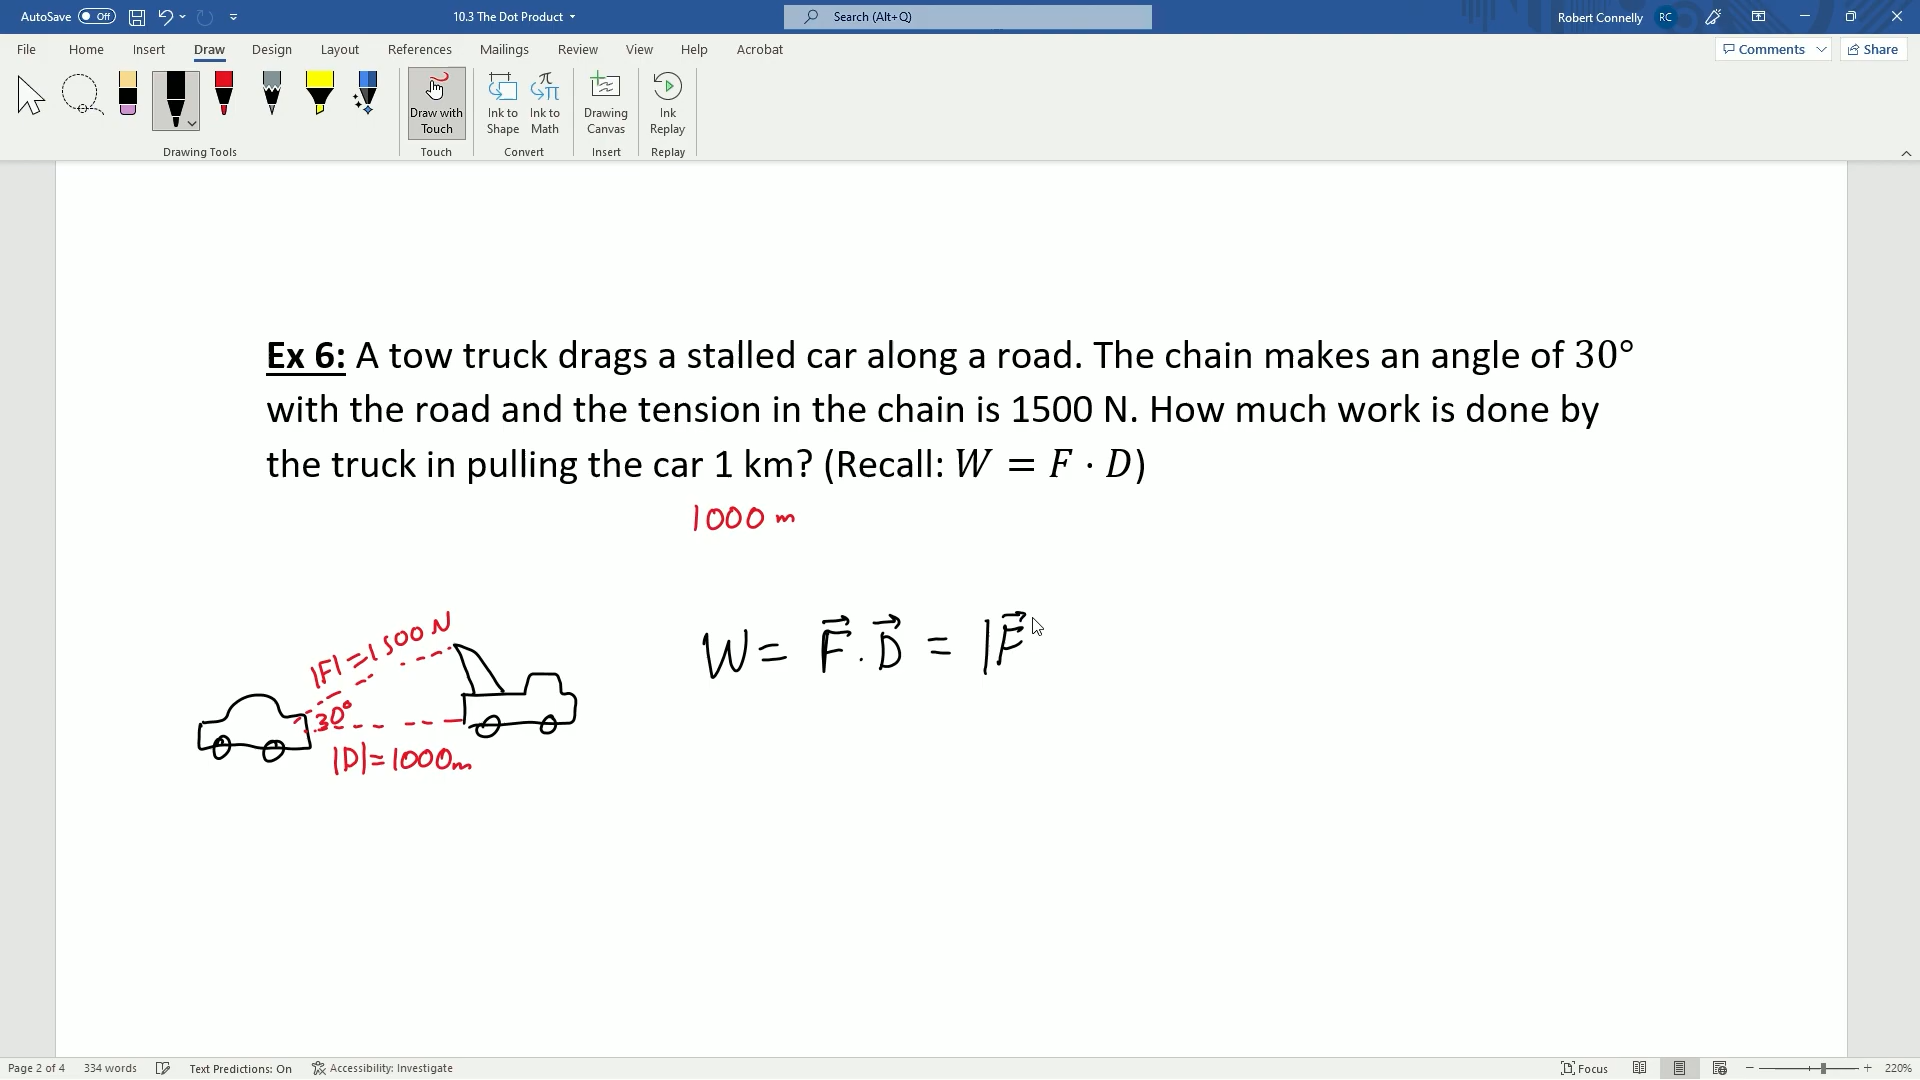 AutoSave Off 10.3 The Dot Product Search (Alt+Q) Robert Connelly RC
File Home Insert Draw Design Layout References Mailings Review View Help Acrobat Comments Share
Draw with Touch Ink to Shape Ink to Math Drawing Canvas Ink Replay
Drawing Tools Touch Convert Insert Replay
Ex 6: A tow truck drags a stalled car along a road. The chain makes an angle of 30°
with the road and the tension in the chain is 1500 N. How much work is done by
the truck in pulling the car 1 km? (Recall: W = F · D)
1000 m
|F| = 1500 N
30°
|D| = 1000 m
W = F⃗ · D⃗ = |F⃗
Page 2 of 4 334 words Text Predictions: On Accessibility: Investigate Focus 220%